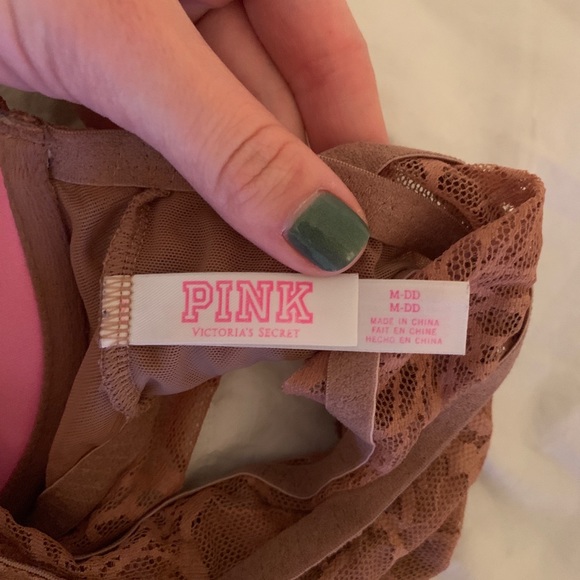 PINK
VICTORIA'S SECRET
M-DD
M-DD
MADE IN CHINA
FAIT EN CHINE
HECHO EN CHINA